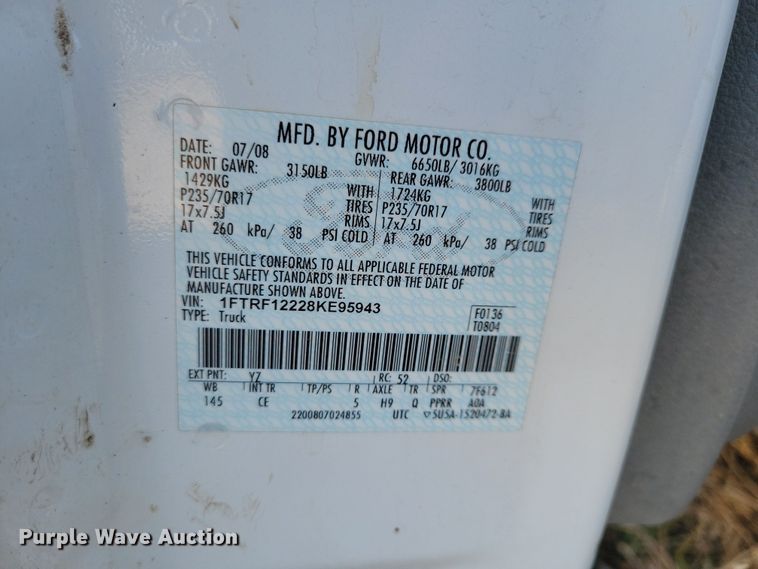 MFD. BY FORD MOTOR CO.
DATE: 07/08 GVWR: 6650LB/ 3016KG
FRONT GAWR: 3150LB REAR GAWR: 3800LB
1429KG WITH 1724KG WITH
P235/70R17 TIRES P235/70R17 TIRES
17x7.5J RIMS 17x7.5J RIMS
AT 260 kPa/ 38 PSI COLD AT 260 kPa/ 38 PSI COLD
THIS VEHICLE CONFORMS TO ALL APPLICABLE FEDERAL MOTOR
VEHICLE SAFETY STANDARDS IN EFFECT ON THE DATE OF
MANUFACTURE SHOWN ABOVE.
VIN: 1FTRF12228KE95943 F0136
TYPE: Truck T0804
EXT PNT: YZ RC: 52 DSO:
WB INT TR TP/PS R AXLE TR SPR 7F612
145 CE 5 H9 Q PPRR A0A
2200807024855 UTC 5USA-1520472-BA
Purple Wave Auction